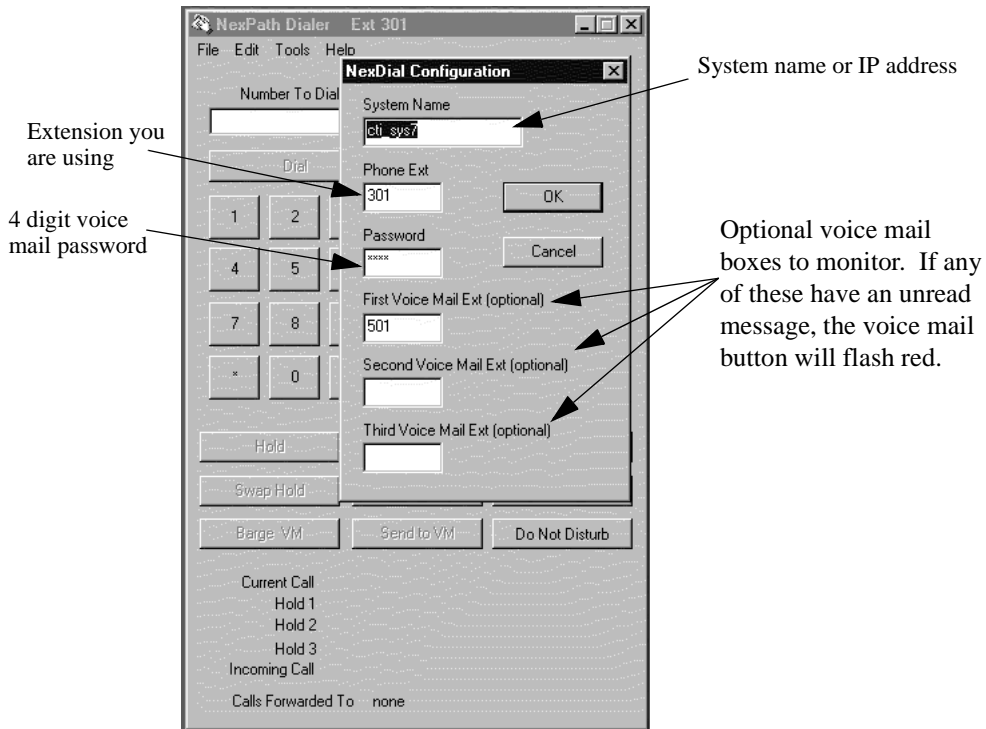 NexPath Dialer Ext 301
File Edit Tools Help
Number To Dial
Dial
1 2
4 5
7 8
* 0
Hold
Swap Hold
Barge VM Send to VM Do Not Disturb
Current Call
Hold 1
Hold 2
Hold 3
Incoming Call
Calls Forwarded To none
NexDial Configuration
System Name
cti_sys7
Phone Ext
301
OK
Password
****
Cancel
First Voice Mail Ext (optional)
501
Second Voice Mail Ext (optional)
Third Voice Mail Ext (optional)
System name or IP address
Extension you
are using
4 digit voice
mail password
Optional voice mail
boxes to monitor. If any
of these have an unread
message, the voice mail
button will flash red.